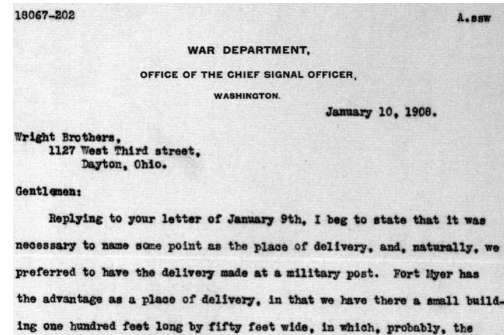 18067-202 A.ssw
WAR DEPARTMENT,
OFFICE OF THE CHIEF SIGNAL OFFICER,
WASHINGTON.
January 10, 1908.
Wright Brothers,
1127 West Third street,
Dayton, Ohio.
Gentlemen:
Replying to your letter of January 9th, I beg to state that it was
necessary to name some point as the place of delivery, and, naturally, we
preferred to have the delivery made at a military post. Fort Myer has
the advantage as a place of delivery, in that we have there a small build-
ing one hundred feet long by fifty feet wide, in which, probably, the